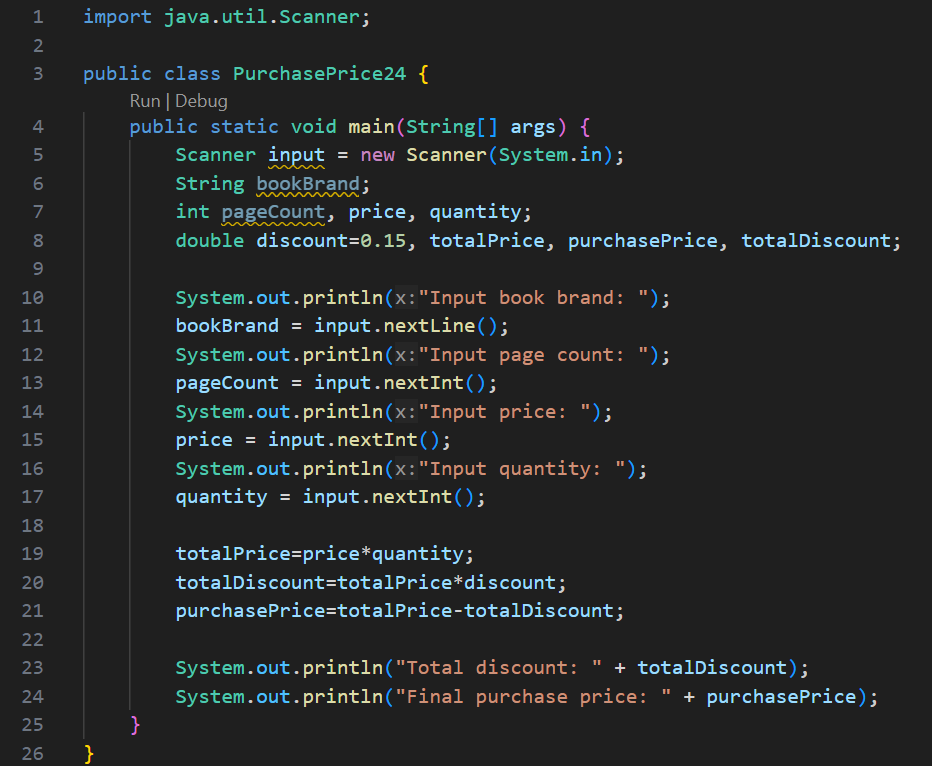 1 import java.util.Scanner;
2
3 public class PurchasePrice24 {
Run | Debug
4 public static void main(String[] args) {
5 Scanner input = new Scanner(System.in);
6 String bookBrand;
7 int pageCount, price, quantity;
8 double discount=0.15, totalPrice, purchasePrice, totalDiscount;
9
10 System.out.println(x:"Input book brand: ");
11 bookBrand = input.nextLine();
12 System.out.println(x:"Input page count: ");
13 pageCount = input.nextInt();
14 System.out.println(x:"Input price: ");
15 price = input.nextInt();
16 System.out.println(x:"Input quantity: ");
17 quantity = input.nextInt();
18
19 totalPrice=price*quantity;
20 totalDiscount=totalPrice*discount;
21 purchasePrice=totalPrice-totalDiscount;
22
23 System.out.println("Total discount: " + totalDiscount);
24 System.out.println("Final purchase price: " + purchasePrice);
25 }
26 }